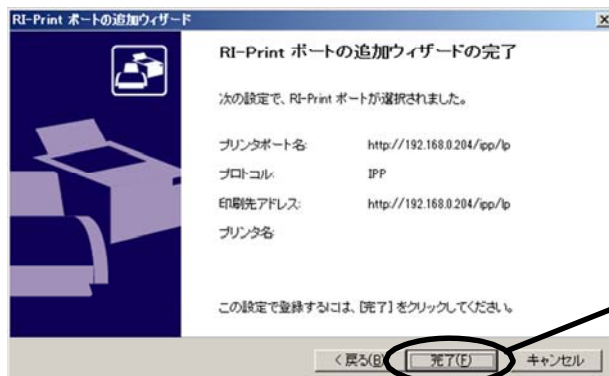 RI-Print ポートの追加ウィザード
RI-Print ポートの追加ウィザードの完了
次の設定で、RI-Print ポートが選択されました。
プリンタポート名: http://192.168.0.204/ipp/lp
プロトコル: IPP
印刷先アドレス: http://192.168.0.204/ipp/lp
プリンタ名:
この設定で登録するには、[完了] をクリックしてください。
< 戻る(B) 完了(F) キャンセル